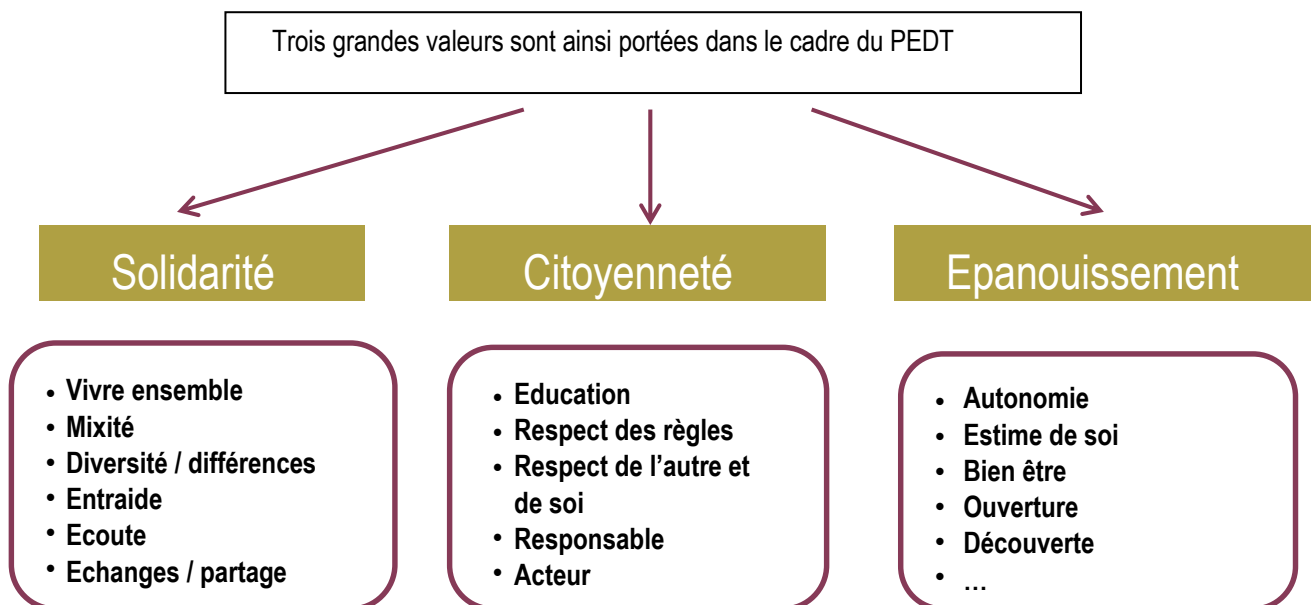 Trois grandes valeurs sont ainsi portées dans le cadre du PEDT
Solidarité
• Vivre ensemble
• Mixité
• Diversité / différences
• Entraide
• Ecoute
• Echanges / partage
Citoyenneté
• Education
• Respect des règles
• Respect de l’autre et
de soi
• Responsable
• Acteur
Epanouissement
• Autonomie
• Estime de soi
• Bien être
• Ouverture
• Découverte
• …